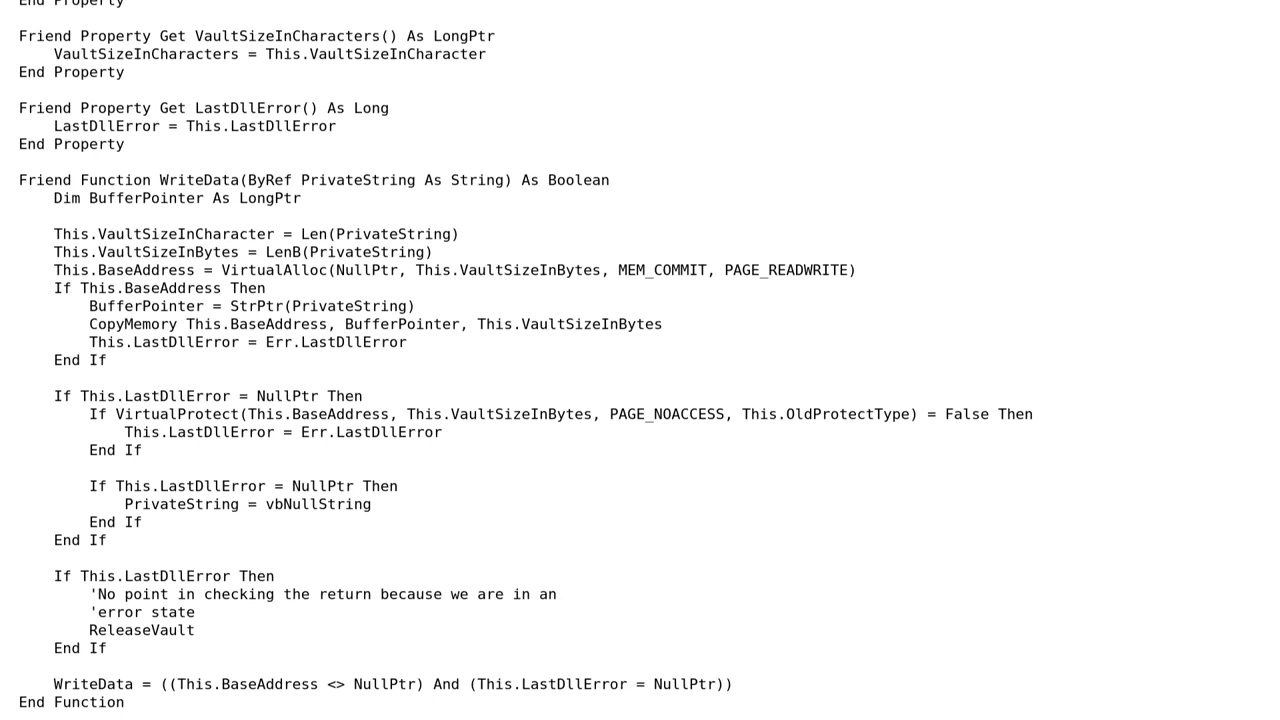 End Property

Friend Property Get VaultSizeInCharacters() As LongPtr
    VaultSizeInCharacters = This.VaultSizeInCharacter
End Property

Friend Property Get LastDllError() As Long
    LastDllError = This.LastDllError
End Property

Friend Function WriteData(ByRef PrivateString As String) As Boolean
    Dim BufferPointer As LongPtr

    This.VaultSizeInCharacter = Len(PrivateString)
    This.VaultSizeInBytes = LenB(PrivateString)
    This.BaseAddress = VirtualAlloc(NullPtr, This.VaultSizeInBytes, MEM_COMMIT, PAGE_READWRITE)
    If This.BaseAddress Then
        BufferPointer = StrPtr(PrivateString)
        CopyMemory This.BaseAddress, BufferPointer, This.VaultSizeInBytes
        This.LastDllError = Err.LastDllError
    End If

    If This.LastDllError = NullPtr Then
        If VirtualProtect(This.BaseAddress, This.VaultSizeInBytes, PAGE_NOACCESS, This.OldProtectType) = False Then
            This.LastDllError = Err.LastDllError
        End If

        If This.LastDllError = NullPtr Then
            PrivateString = vbNullString
        End If
    End If

    If This.LastDllError Then
        'No point in checking the return because we are in an
        'error state
        ReleaseVault
    End If

    WriteData = ((This.BaseAddress <> NullPtr) And (This.LastDllError = NullPtr))
End Function